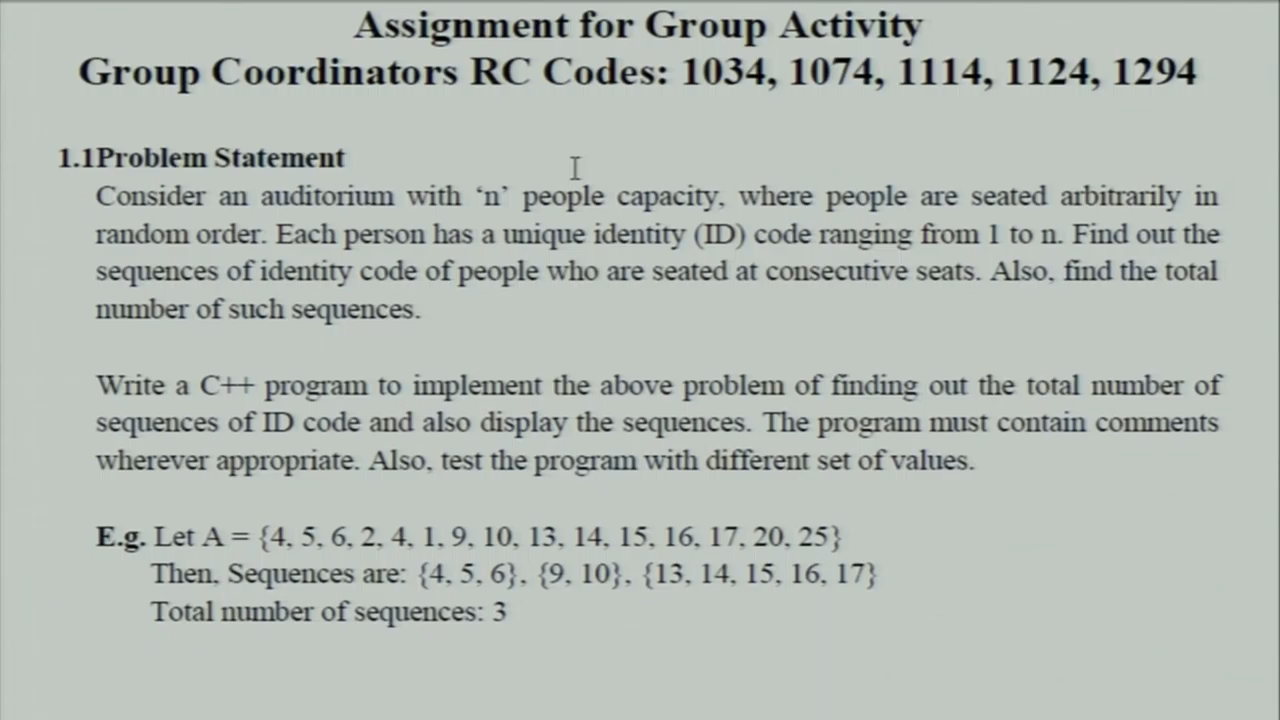 Assignment for Group Activity
Group Coordinators RC Codes: 1034, 1074, 1114, 1124, 1294
1.1Problem Statement
Consider an auditorium with ‘n’ people capacity, where people are seated arbitrarily in
random order. Each person has a unique identity (ID) code ranging from 1 to n. Find out the
sequences of identity code of people who are seated at consecutive seats. Also, find the total
number of such sequences.
Write a C++ program to implement the above problem of finding out the total number of
sequences of ID code and also display the sequences. The program must contain comments
wherever appropriate. Also, test the program with different set of values.
E.g. Let A = {4, 5, 6, 2, 4, 1, 9, 10, 13, 14, 15, 16, 17, 20, 25}
Then, Sequences are: {4, 5, 6}, {9, 10}, {13, 14, 15, 16, 17}
Total number of sequences: 3